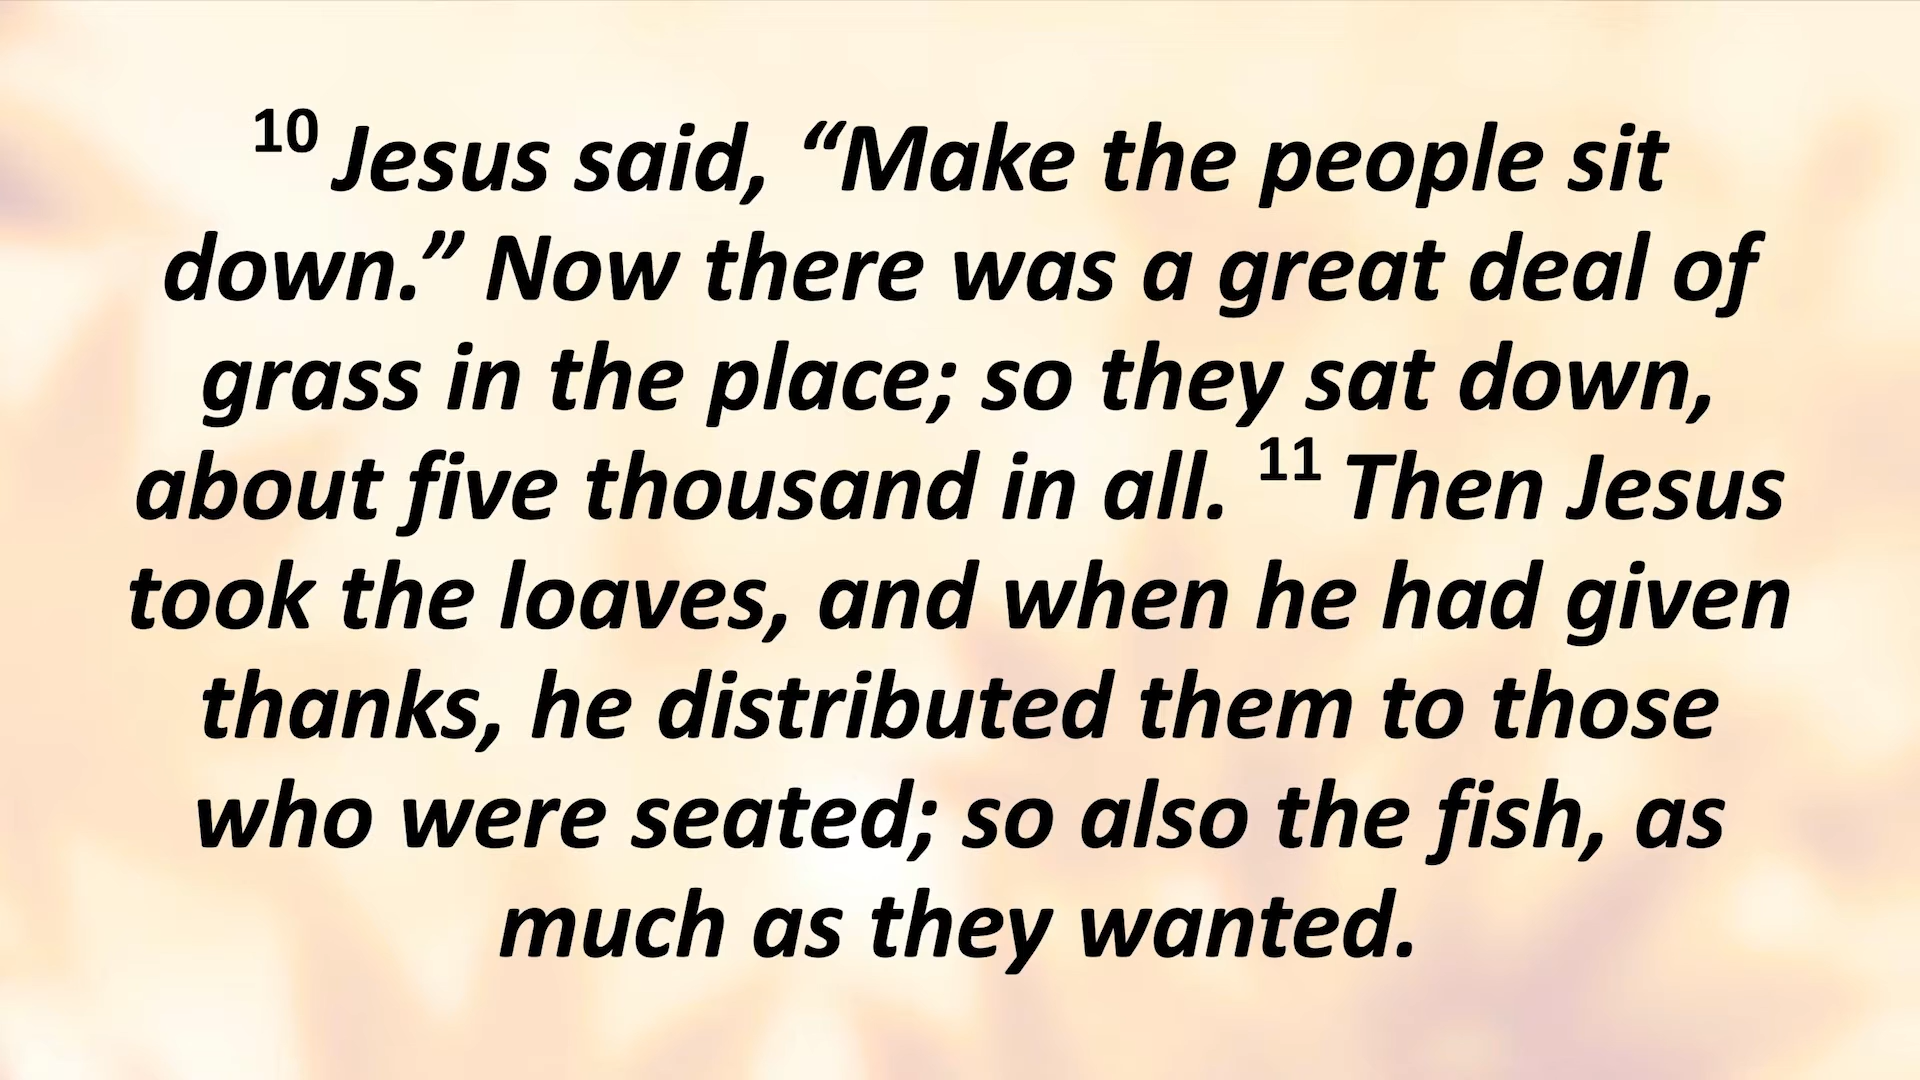 10 Jesus said, “Make the people sit
down.” Now there was a great deal of
grass in the place; so they sat down,
about five thousand in all. 11 Then Jesus
took the loaves, and when he had given
thanks, he distributed them to those
who were seated; so also the fish, as
much as they wanted.